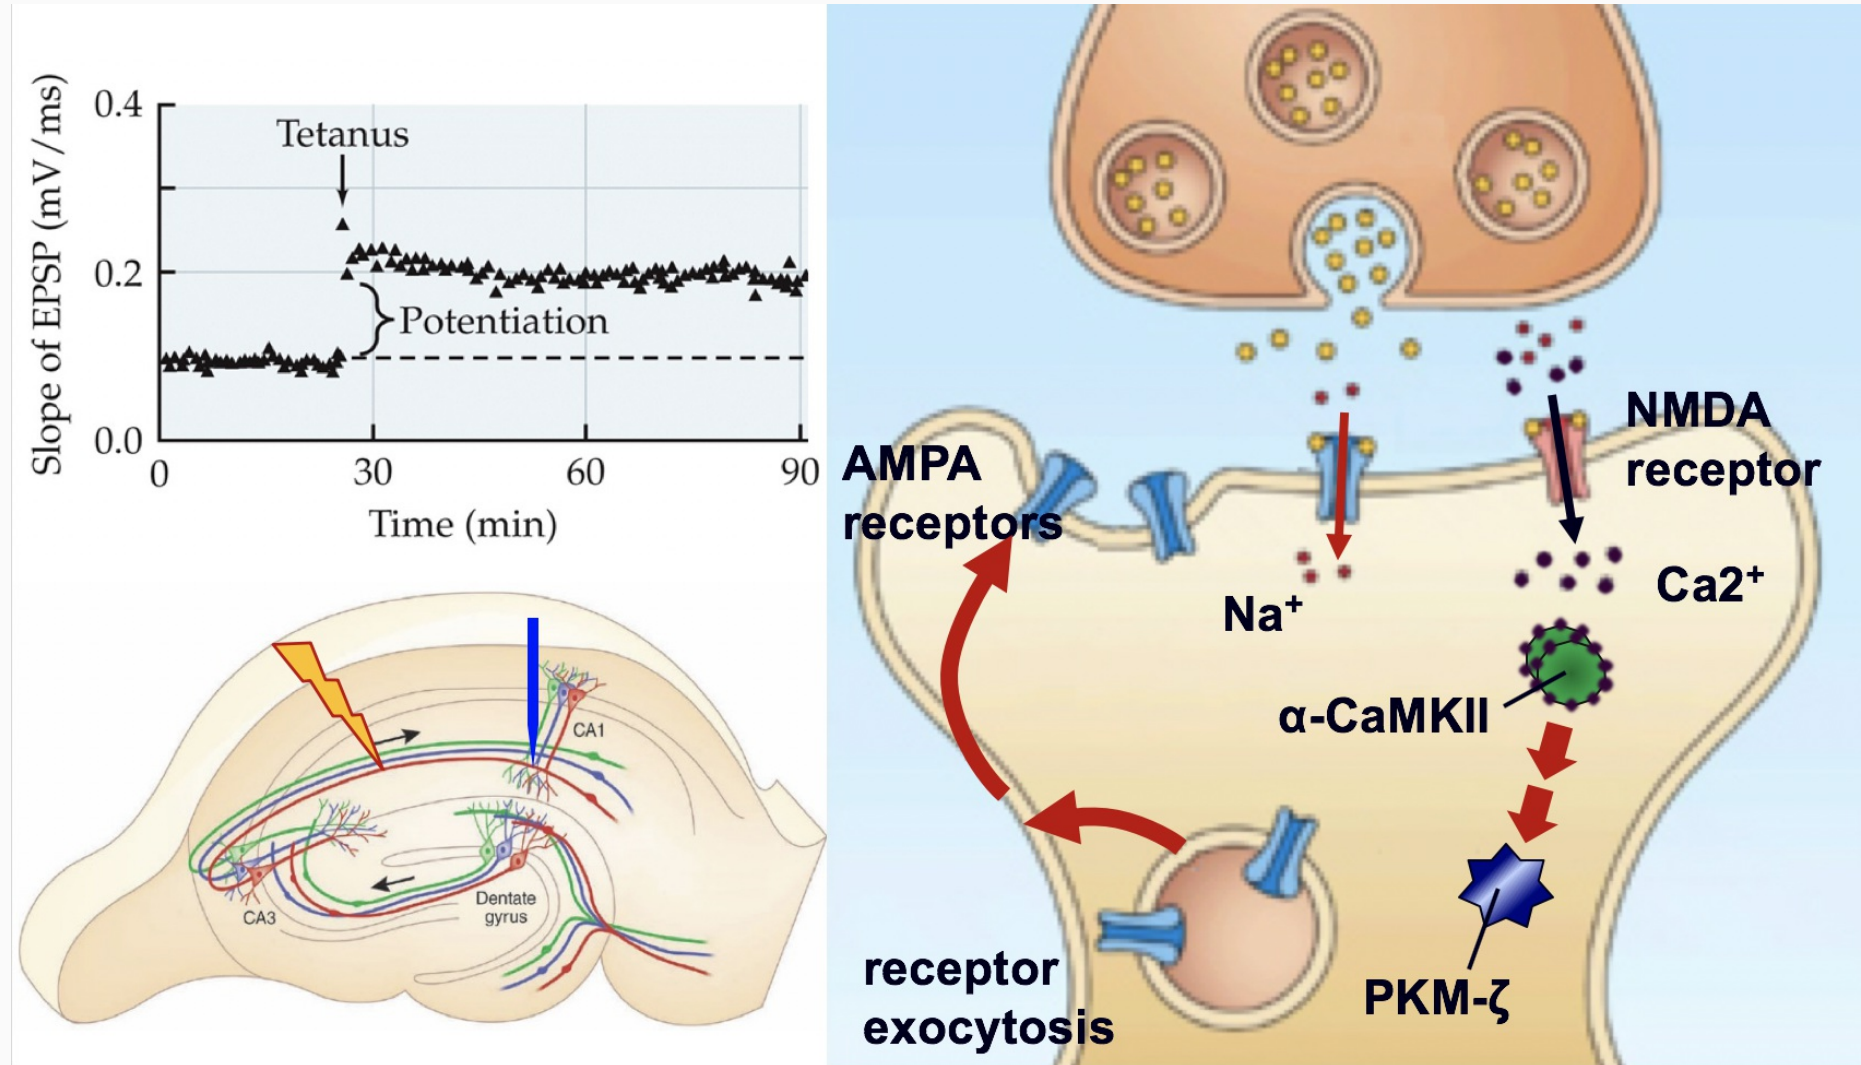 Slope of EPSP (mV/ms)
0.4
0.2
0.0
Tetanus
Potentiation
0
30
60
90
Time (min)
CA1
CA3
Dentate
gyrus
AMPA
receptors
NMDA
receptor
Na⁺
Ca2⁺
α-CaMKII
PKM-ζ
receptor
exocytosis